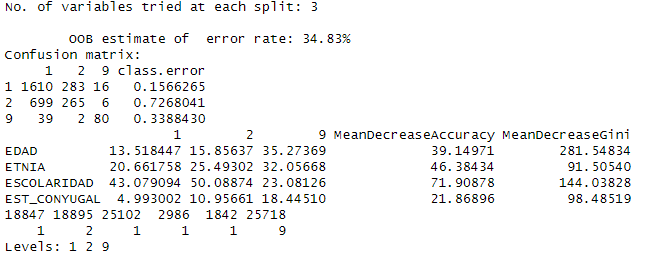 No. of variables tried at each split: 3
OOB estimate of  error rate: 34.83%
Confusion matrix:
     1   2  9 class.error
1 1610 283 16   0.1566265
2  699 265  6   0.7268041
9   39   2 80   0.3388430
                     1        2        9 MeanDecreaseAccuracy MeanDecreaseGini
EDAD         13.518447 15.85637 35.27369             39.14971        281.54834
ETNIA        20.661758 25.49302 32.05668             46.38434         91.50540
ESCOLARIDAD  43.079094 50.08874 23.08126             71.90878        144.03828
EST_CONYUGAL  4.993002 10.95661 18.44510             21.86896         98.48519
18847 18895 25102  2986  1842 25718
    1     2     1     1     1     9
Levels: 1 2 9